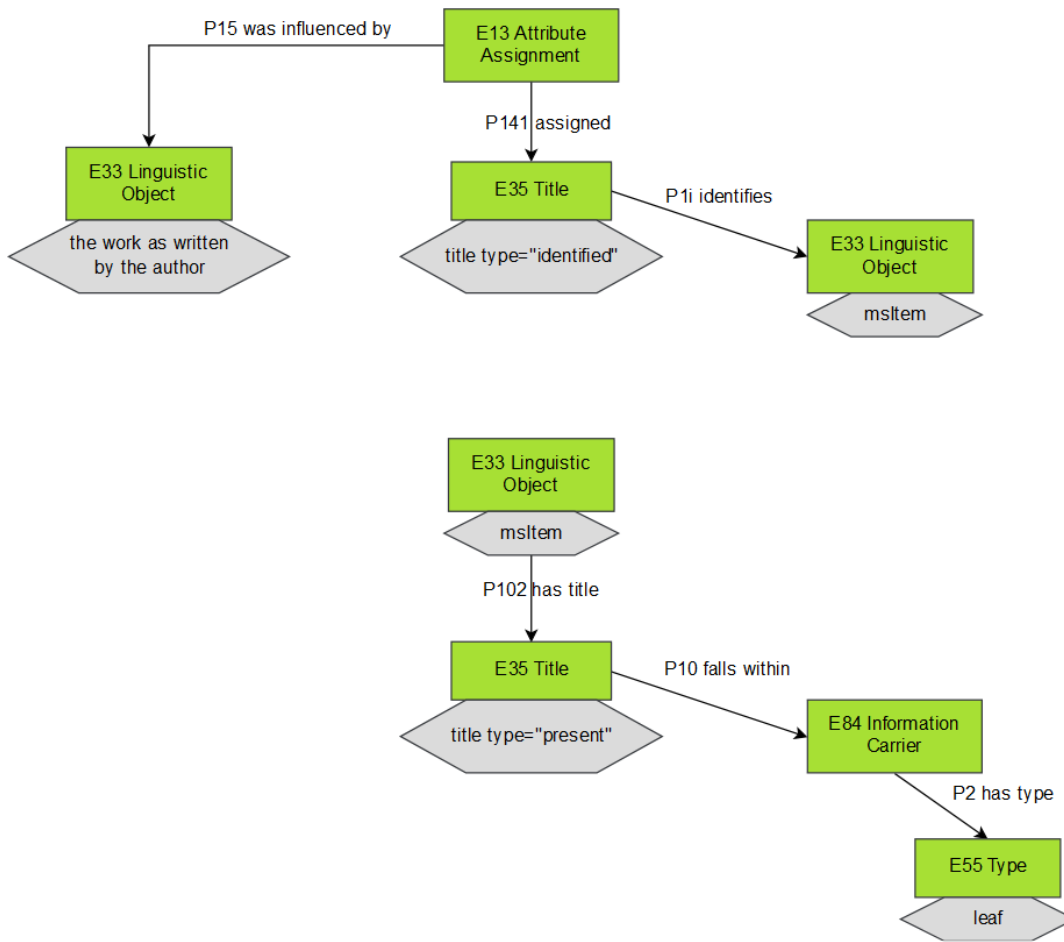 P15 was influenced by
E13 Attribute
Assignment
P141 assigned
E33 Linguistic
Object
the work as written
by the author
E35 Title
title type="identified"
P1i identifies
E33 Linguistic
Object
msItem
E33 Linguistic
Object
msItem
P102 has title
E35 Title
title type="present"
P10 falls within
E84 Information
Carrier
P2 has type
E55 Type
leaf